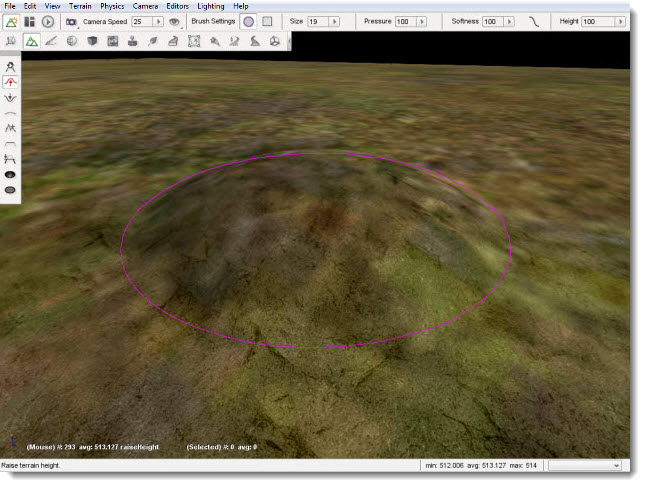 File Edit View Terrain Physics Camera Editors Lighting Help
Camera Speed 25 Brush Settings Size 19 Pressure 100 Softness 100 Height 100
(Mouse) #: 293 avg: 513.127 raiseHeight (Selected) #: 0 avg: 0
Raise terrain height. min: 512.006 avg: 513.127 max: 514